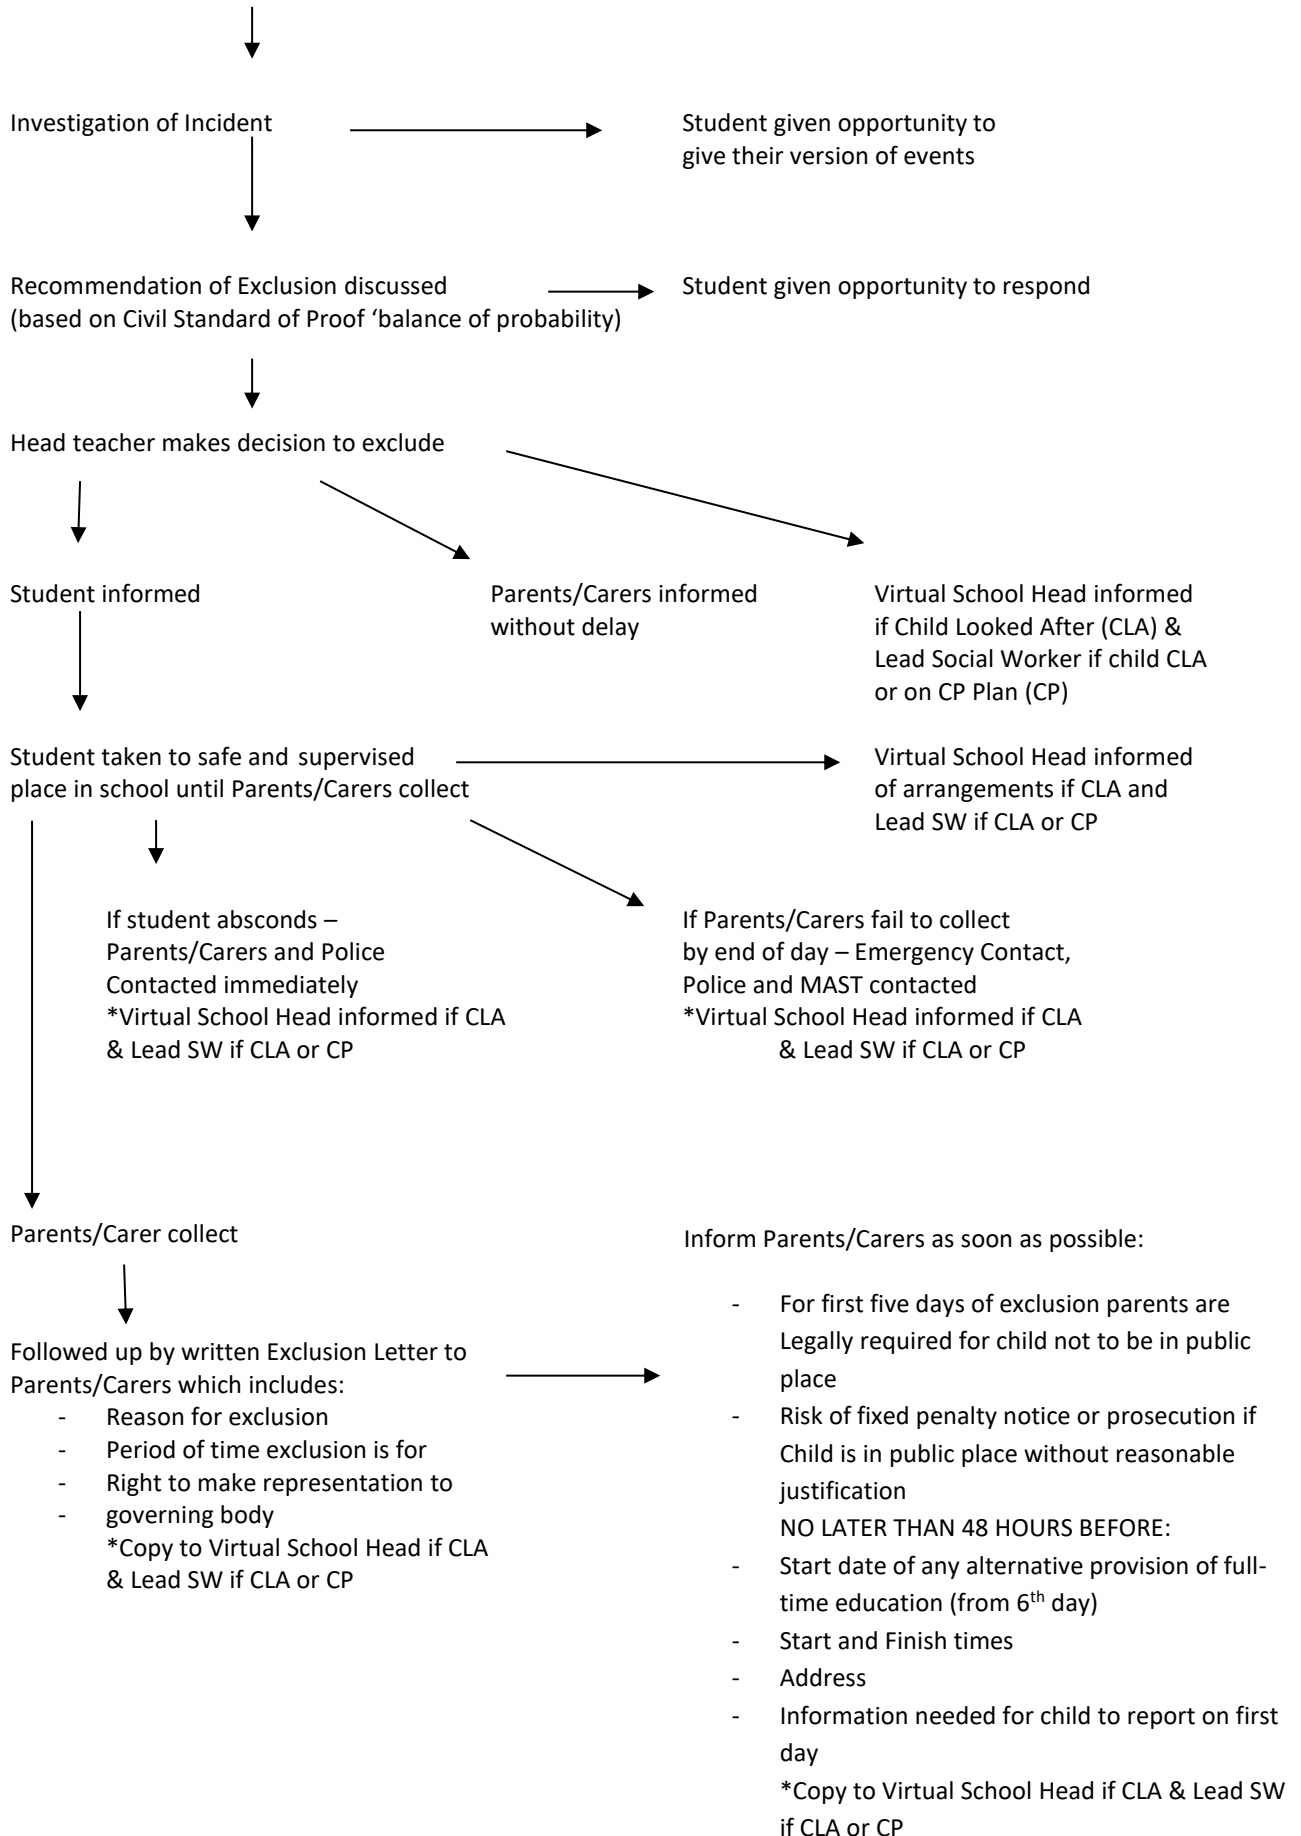 Investigation of Incident
Student given opportunity to
give their version of events
Recommendation of Exclusion discussed
(based on Civil Standard of Proof ‘balance of probability)
Student given opportunity to respond
Head teacher makes decision to exclude
Student informed
Parents/Carers informed
without delay
Virtual School Head informed
if Child Looked After (CLA) &
Lead Social Worker if child CLA
or on CP Plan (CP)
Student taken to safe and supervised
place in school until Parents/Carers collect
Virtual School Head informed
of arrangements if CLA and
Lead SW if CLA or CP
If student absconds –
Parents/Carers and Police
Contacted immediately
*Virtual School Head informed if CLA
& Lead SW if CLA or CP
If Parents/Carers fail to collect
by end of day – Emergency Contact,
Police and MAST contacted
*Virtual School Head informed if CLA
& Lead SW if CLA or CP
Parents/Carer collect
Followed up by written Exclusion Letter to
Parents/Carers which includes:
- Reason for exclusion
- Period of time exclusion is for
- Right to make representation to
- governing body
*Copy to Virtual School Head if CLA
& Lead SW if CLA or CP
Inform Parents/Carers as soon as possible:
- For first five days of exclusion parents are
Legally required for child not to be in public
place
- Risk of fixed penalty notice or prosecution if
Child is in public place without reasonable
justification
NO LATER THAN 48 HOURS BEFORE:
- Start date of any alternative provision of full-
time education (from 6th day)
- Start and Finish times
- Address
- Information needed for child to report on first
day
*Copy to Virtual School Head if CLA & Lead SW
if CLA or CP